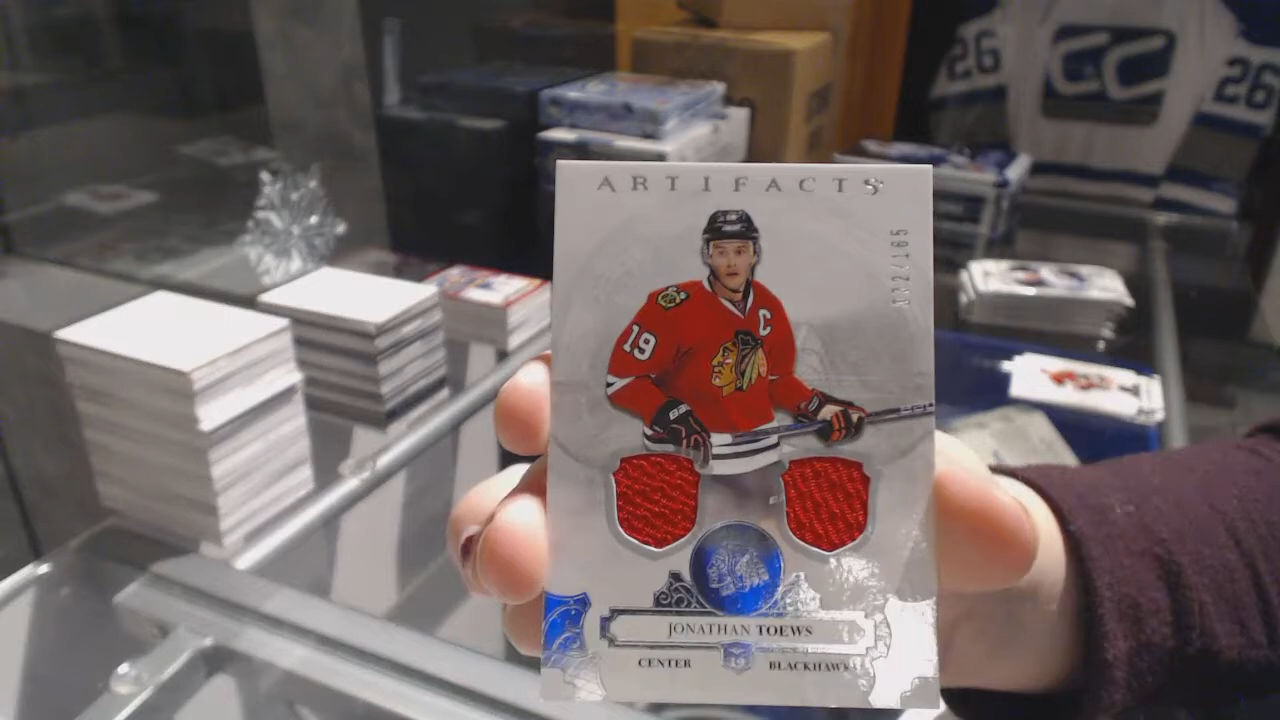 ARTIFACTS
26
26
19
C
JONATHAN TOEWS
CENTER
BLACKHAWKS